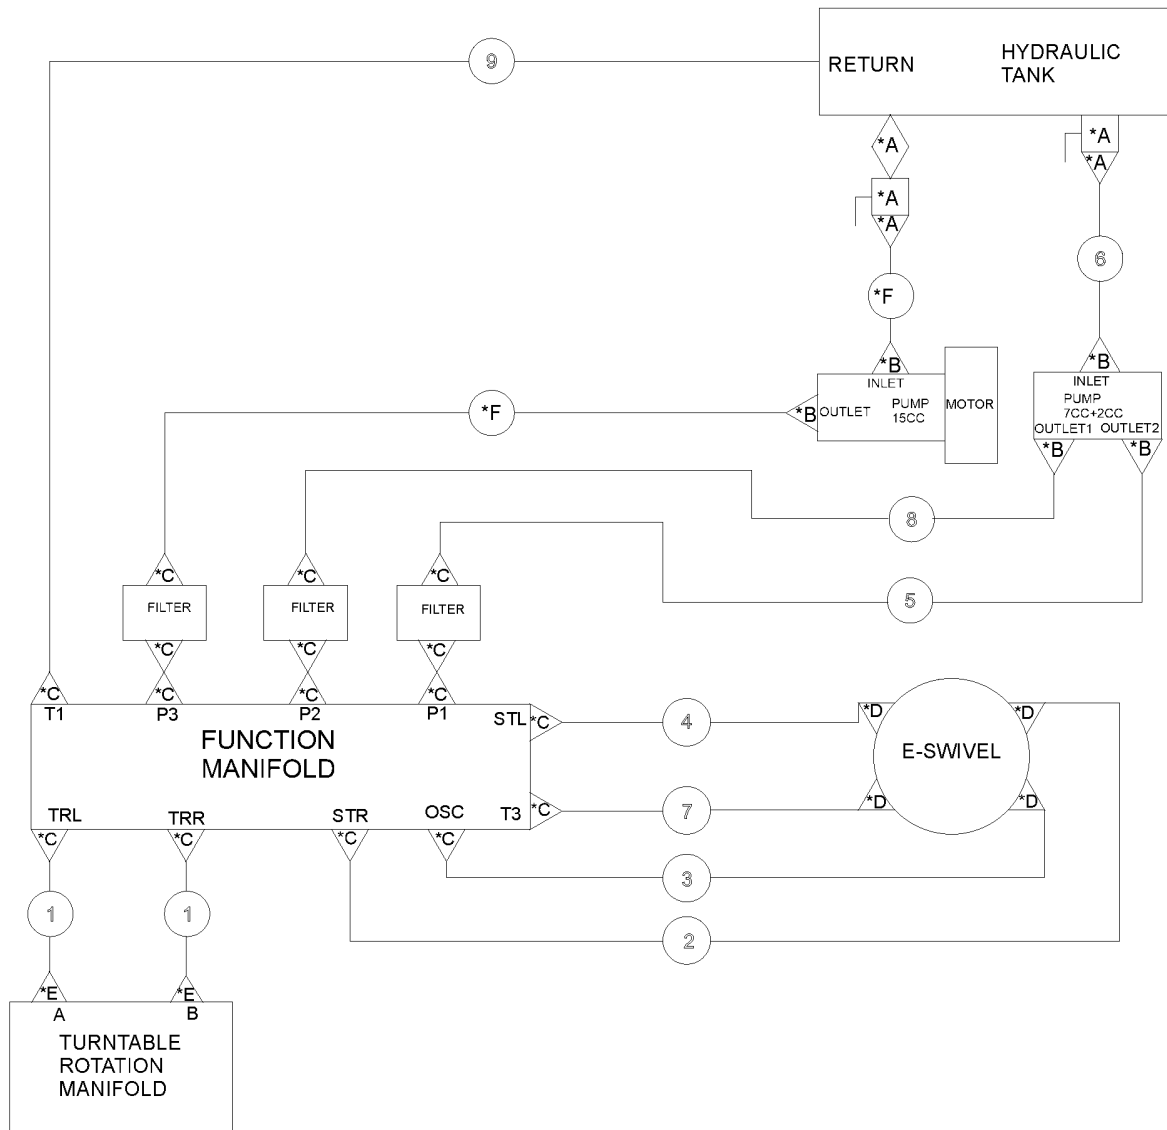 9
RETURN
HYDRAULIC
TANK
*A
*A
*A
*A
*A
6
*F
*B
*B
INLET
INLET
*F
*B
OUTLET
PUMP
15CC
MOTOR
PUMP
7CC+2CC
OUTLET1
OUTLET2
*B
*B
8
5
*C
*C
*C
FILTER
FILTER
FILTER
*C
*C
*C
*C
*C
*C
*C
T1
P3
P2
P1
STL
*C
4
*D
*D
FUNCTION
MANIFOLD
E-SWIVEL
T3
*C
7
*D
*D
TRL
TRR
STR
OSC
*C
*C
*C
*C
3
1
1
2
*E
*E
A
B
TURNTABLE
ROTATION
MANIFOLD